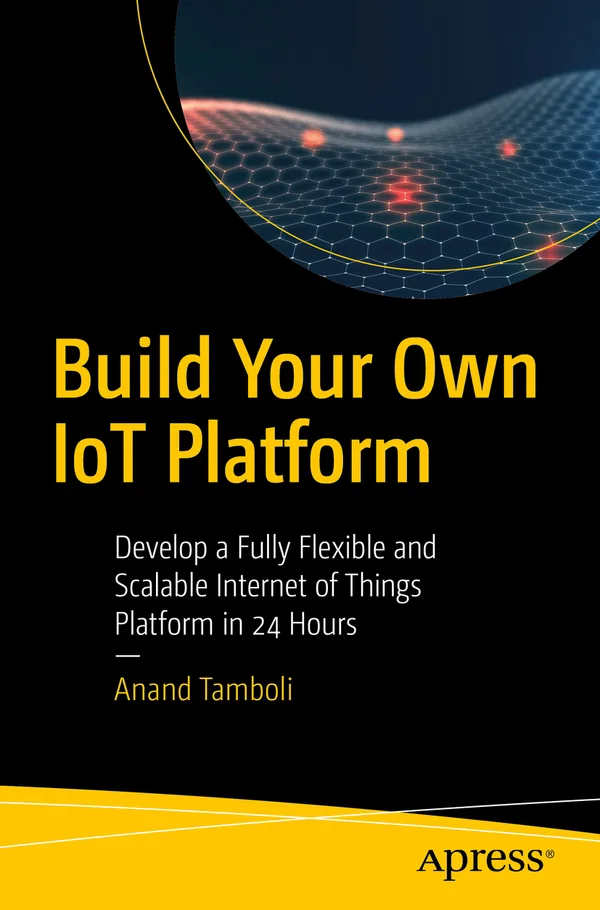 Build Your Own
IoT Platform
Develop a Fully Flexible and
Scalable Internet of Things
Platform in 24 Hours
—
Anand Tamboli
Apress®